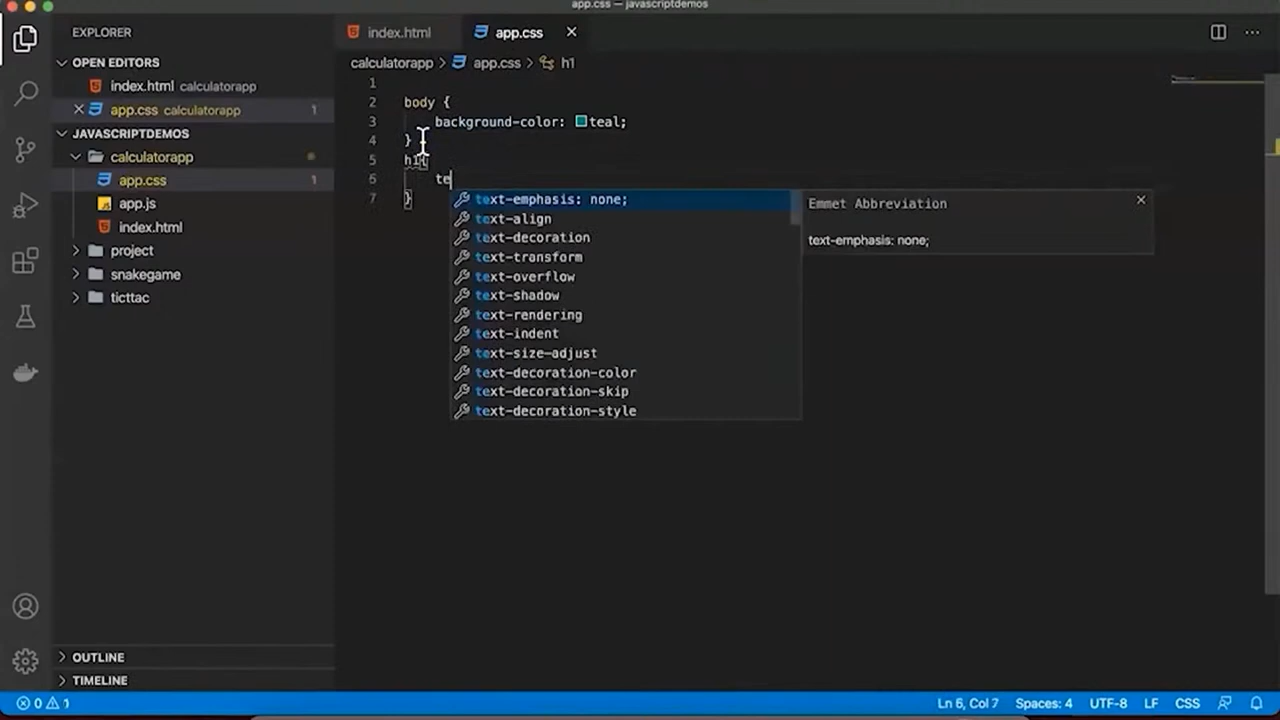 app.css — javascriptdemos
EXPLORER
index.html
app.css
OPEN EDITORS
calculatorapp > app.css > h1
index.html calculatorapp
app.css calculatorapp 1
JAVASCRIPTDEMOS
calculatorapp
app.css 1
app.js
index.html
project
snakegame
ticttac
1
2 body {
3 background-color: teal;
4 }
5 h1{
6 te
7 }
text-emphasis: none;
text-align
text-decoration
text-transform
text-overflow
text-shadow
text-rendering
text-indent
text-size-adjust
text-decoration-color
text-decoration-skip
text-decoration-style
Emmet Abbreviation
text-emphasis: none;
OUTLINE
TIMELINE
0 1 Ln 6, Col 7 Spaces: 4 UTF-8 LF CSS